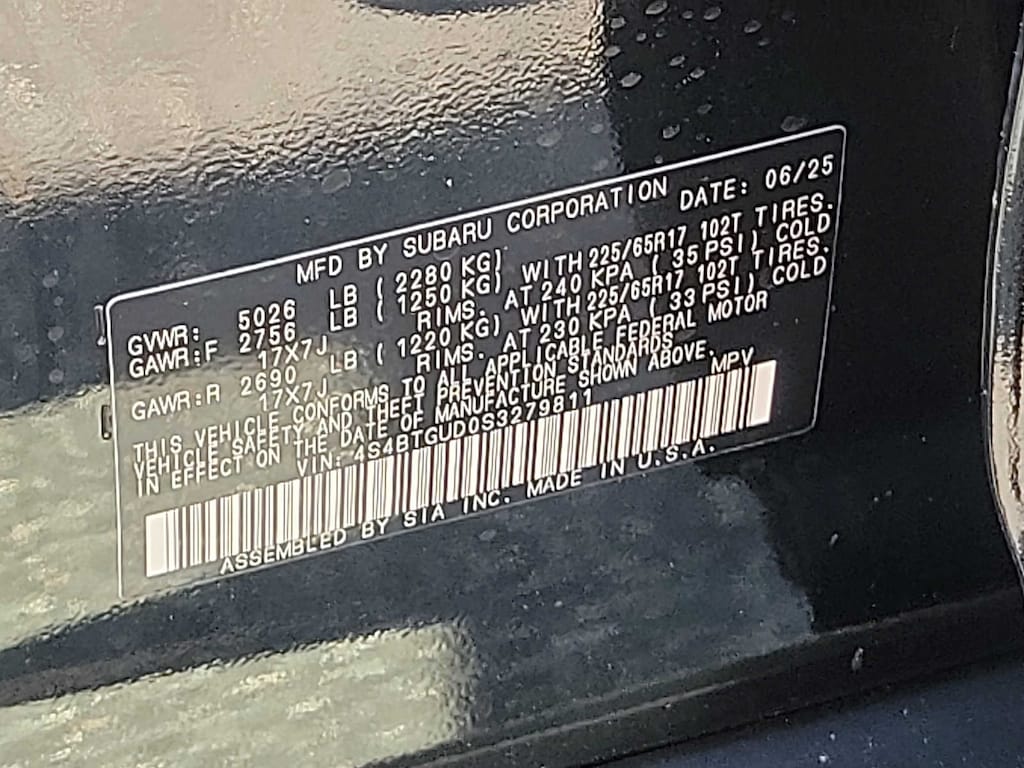 MFD BY SUBARU CORPORATION DATE: 06/25
GVWR: 5026 LB ( 2280 KG)
GAWR:F 2756 LB ( 1250 KG) WITH 225/65R17 102T TIRES.
17X7J RIMS. AT 240 KPA ( 35 PSI) COLD
GAWR:R 2690 LB ( 1220 KG) WITH 225/65R17 102T TIRES.
17X7J RIMS. AT 230 KPA ( 33 PSI) COLD
THIS VEHICLE CONFORMS TO ALL APPLICABLE FEDERAL MOTOR
VEHICLE SAFETY AND THEFT PREVENTION STANDARDS
IN EFFECT ON THE DATE OF MANUFACTURE SHOWN ABOVE.
VIN: 4S4BTGUD0S3279811 MPV
ASSEMBLED BY SIA INC. MADE IN U.S.A.